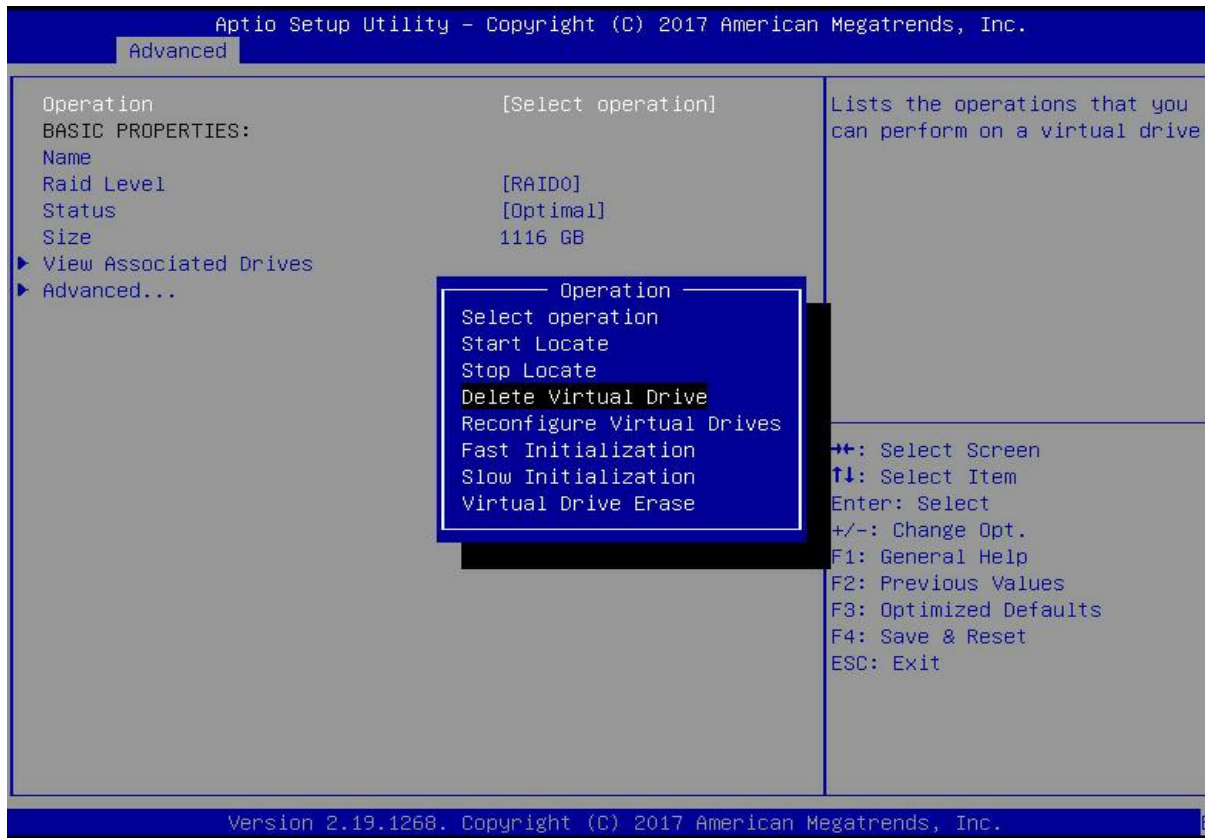 Aptio Setup Utility – Copyright (C) 2017 American Megatrends, Inc.
Advanced
Operation [Select operation]
BASIC PROPERTIES:
Name
Raid Level [RAID0]
Status [Optimal]
Size 1116 GB
View Associated Drives
Advanced...
Operation
Select operation
Start Locate
Stop Locate
Delete Virtual Drive
Reconfigure Virtual Drives
Fast Initialization
Slow Initialization
Virtual Drive Erase
Lists the operations that you
can perform on a virtual drive
→←: Select Screen
↑↓: Select Item
Enter: Select
+/-: Change Opt.
F1: General Help
F2: Previous Values
F3: Optimized Defaults
F4: Save & Reset
ESC: Exit
Version 2.19.1268. Copyright (C) 2017 American Megatrends, Inc.